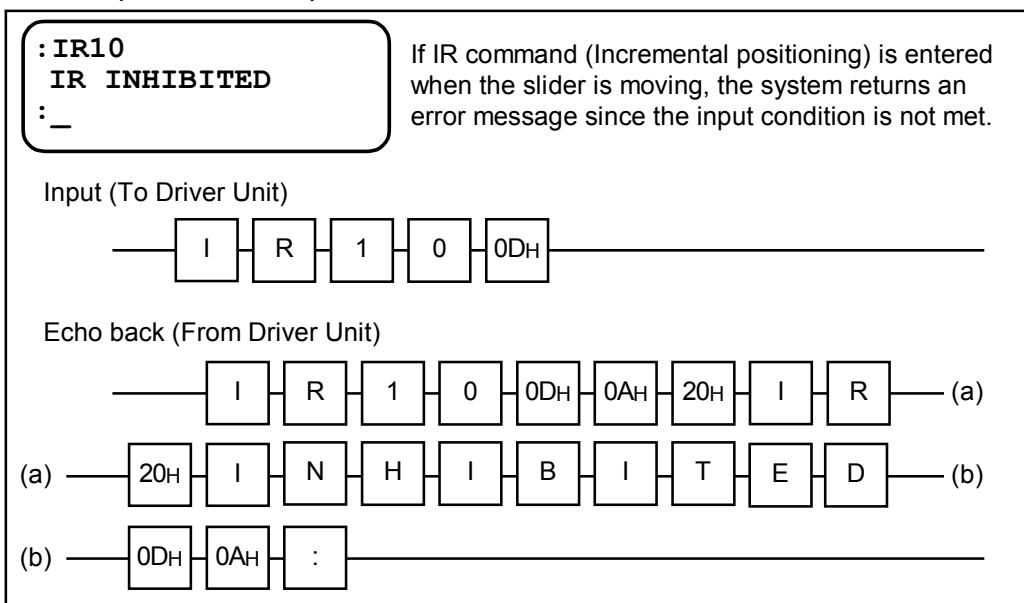 :IR10
IR INHIBITED
:_
If IR command (Incremental positioning) is entered
when the slider is moving, the system returns an
error message since the input condition is not met.
Input (To Driver Unit)
I R 1 0 0DH
Echo back (From Driver Unit)
I R 1 0 0DH 0AH 20H I R (a)
(a) 20H I N H I B I T E D (b)
(b) 0DH 0AH :